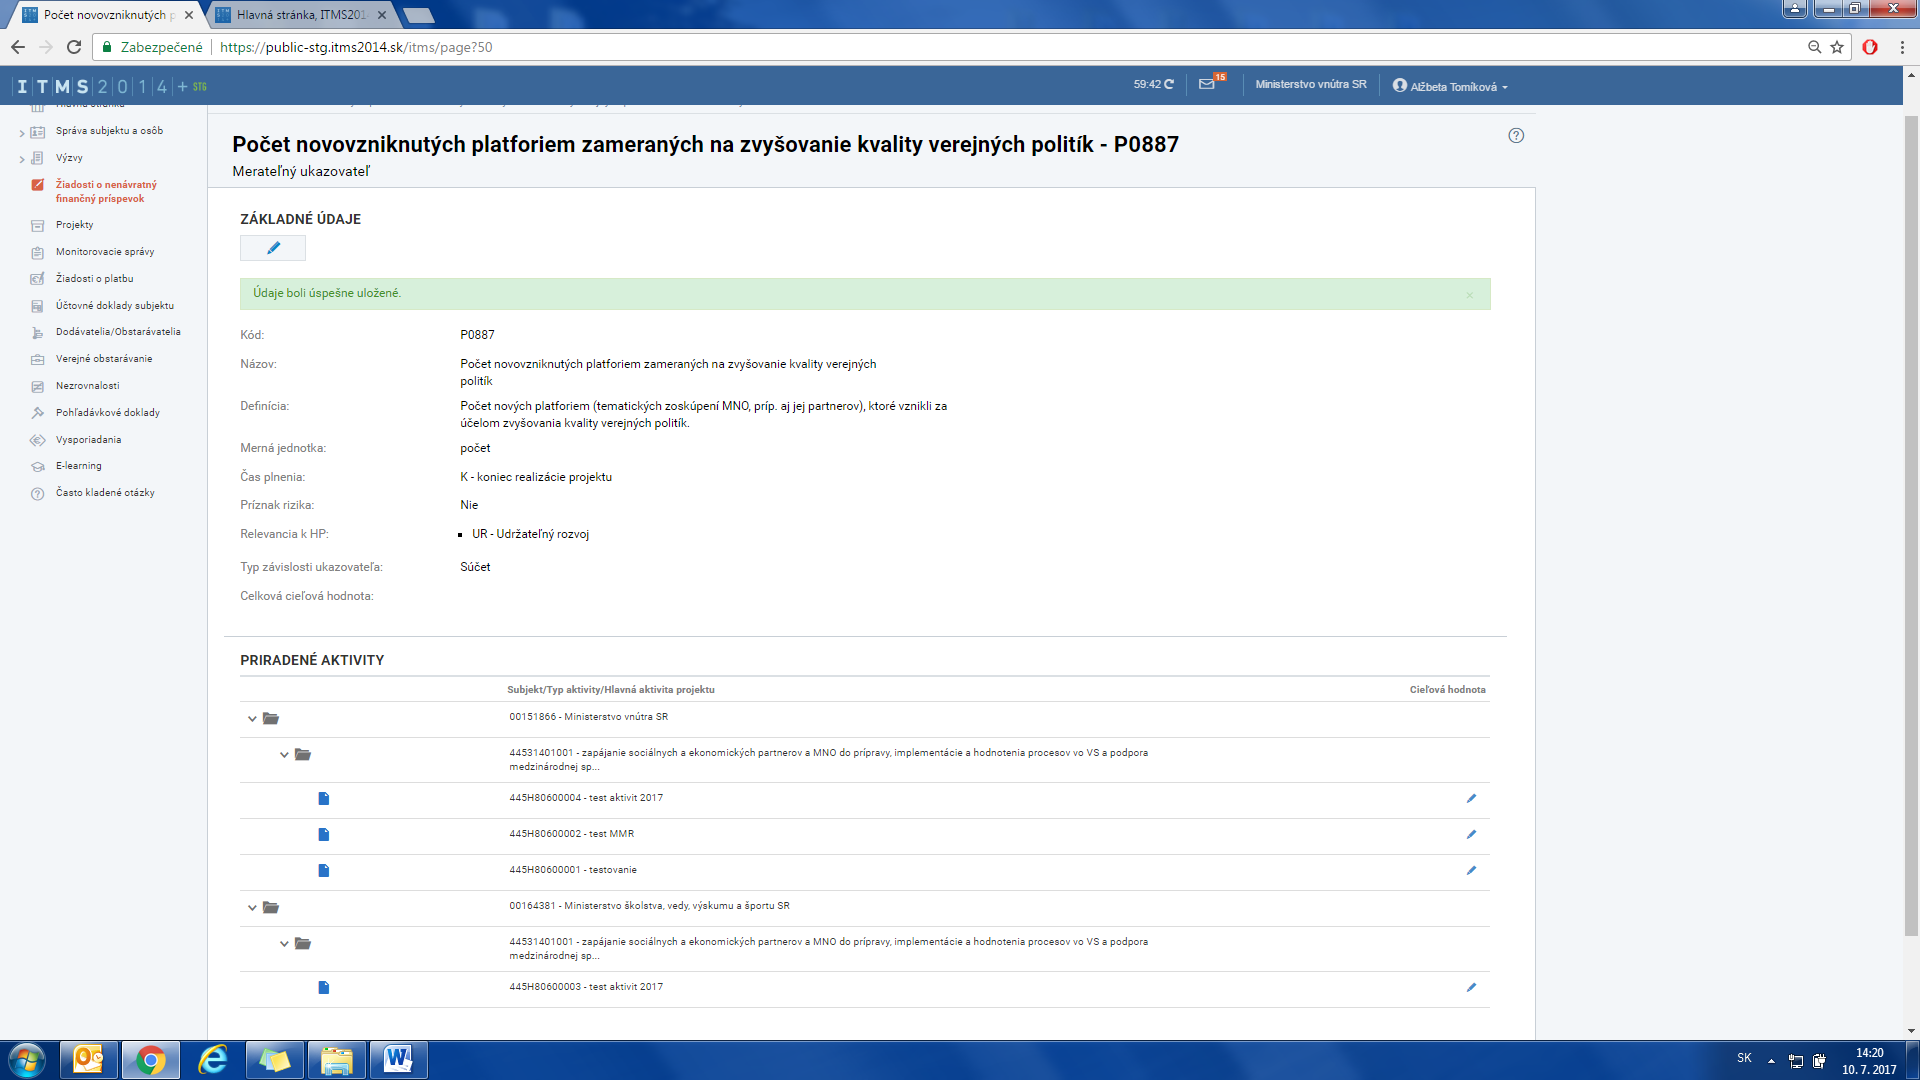 Počet novovzniknutých p
Hlavná stránka, ITMS201
Zabezpečené https://public-stg.itms2014.sk/itms/page?50
ITMS2014+ STG
59:42
15
Ministerstvo vnútra SR
Alžbeta Tomíková
Hlavná stránka
Správa subjektu a osôb
Výzvy
Žiadosti o nenávratný
finančný príspevok
Projekty
Monitorovacie správy
Žiadosti o platbu
Účtovné doklady subjektu
Dodávatelia/Obstarávatelia
Verejné obstarávanie
Nezrovnalosti
Pohľadávkové doklady
Vysporiadania
E-learning
Často kladené otázky
Počet novovzniknutých platforiem zameraných na zvyšovanie kvality verejných politík - P0887
Merateľný ukazovateľ
ZÁKLADNÉ ÚDAJE
Údaje boli úspešne uložené.
Kód: P0887
Názov: Počet novovzniknutých platforiem zameraných na zvyšovanie kvality verejných
politík
Definícia: Počet nových platforiem (tematických zoskúpení MNO, príp. aj jej partnerov), ktoré vznikli za
účelom zvyšovania kvality verejných politík.
Merná jednotka: počet
Čas plnenia: K - koniec realizácie projektu
Príznak rizika: Nie
Relevancia k HP: UR - Udržateľný rozvoj
Typ závislosti ukazovateľa: Súčet
Celková cieľová hodnota:
PRIRADENÉ AKTIVITY
Subjekt/Typ aktivity/Hlavná aktivita projektu Cieľová hodnota
00151866 - Ministerstvo vnútra SR
44531401001 - zapájanie sociálnych a ekonomických partnerov a MNO do prípravy, implementácie a hodnotenia procesov vo VS a podpora
medzinárodnej sp...
445H80600004 - test aktivit 2017
445H80600002 - test MMR
445H80600001 - testovanie
00164381 - Ministerstvo školstva, vedy, výskumu a športu SR
44531401001 - zapájanie sociálnych a ekonomických partnerov a MNO do prípravy, implementácie a hodnotenia procesov vo VS a podpora
medzinárodnej sp...
445H80600003 - test aktivit 2017
SK
14:20
10. 7. 2017